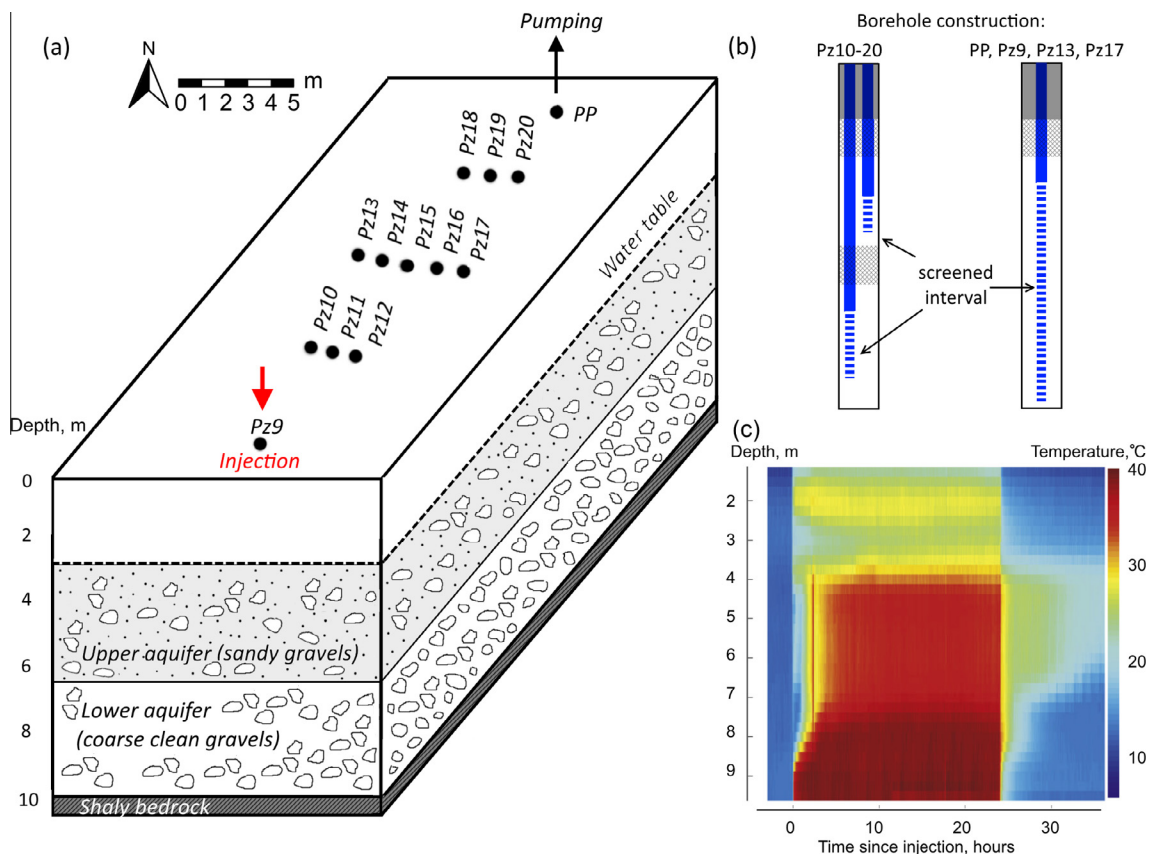 (a)
N
m
0 1 2 3 4 5
Pumping
PP
Pz18
Pz19
Pz20
Pz13
Pz14
Pz15
Pz16
Pz17
Pz10
Pz11
Pz12
Pz9
Injection
Water table
Depth, m
0
2
4
6
8
10
Upper aquifer (sandy gravels)
Lower aquifer
(coarse clean gravels)
Shaly bedrock
(b)
Borehole construction:
Pz10-20
PP, Pz9, Pz13, Pz17
screened
interval
(c)
Depth, m
Temperature,℃
2
3
4
5
6
7
8
9
40
30
20
10
0 10 20 30
Time since injection, hours